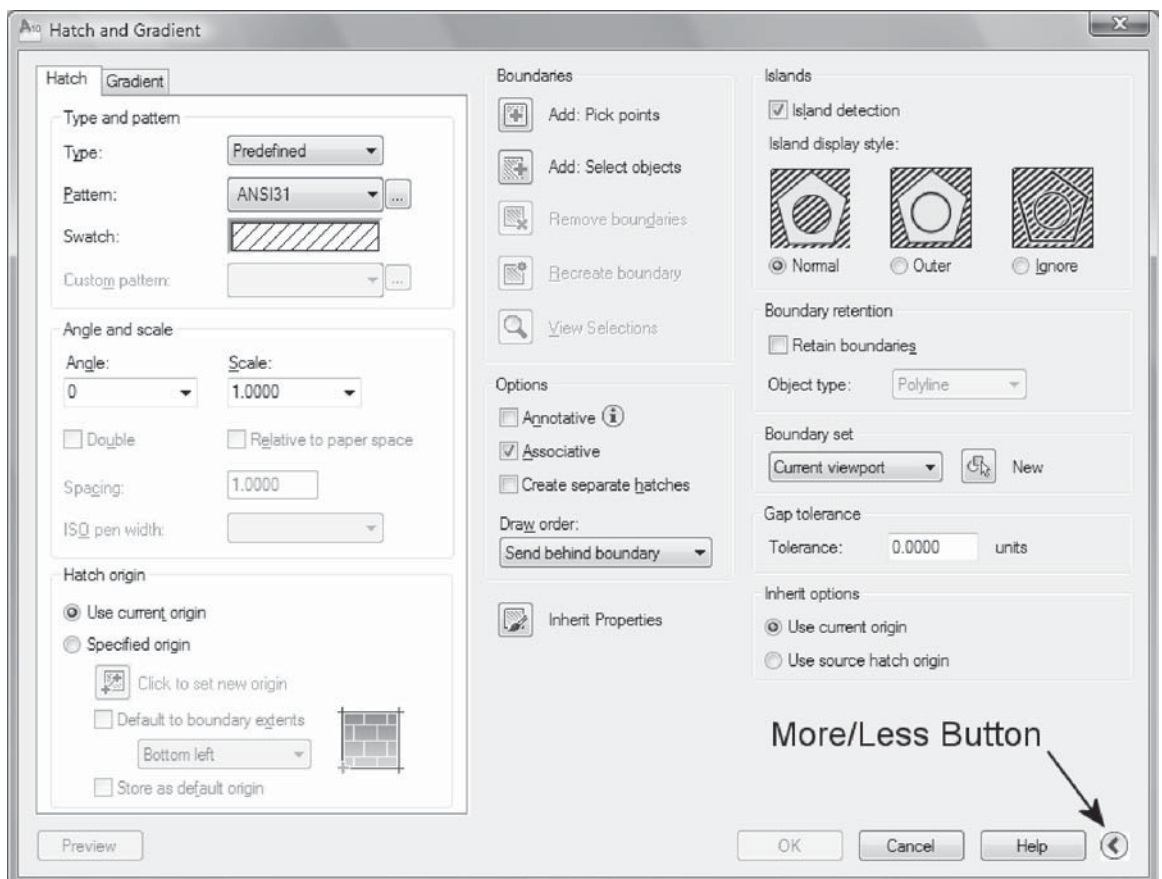 Hatch and Gradient
Hatch
Gradient
Type and pattern
Type:
Predefined
Pattern:
ANSI31
...
Swatch:
Custom pattern:
...
Angle and scale
Angle:
Scale:
0
1.0000
Double
Relative to paper space
Spacing:
1.0000
ISO pen width:
Hatch origin
Use current origin
Specified origin
Click to set new origin
Default to boundary extents
Bottom left
Store as default origin
Preview
Boundaries
Add: Pick points
Add: Select objects
Remove boundaries
Recreate boundary
View Selections
Options
Annotative
Associative
Create separate hatches
Draw order:
Send behind boundary
Inherit Properties
Islands
Island detection
Island display style:
Normal
Outer
Ignore
Boundary retention
Retain boundaries
Object type:
Polyline
Boundary set
Current viewport
New
Gap tolerance
Tolerance:
0.0000
units
Inherit options
Use current origin
Use source hatch origin
More/Less Button
OK
Cancel
Help